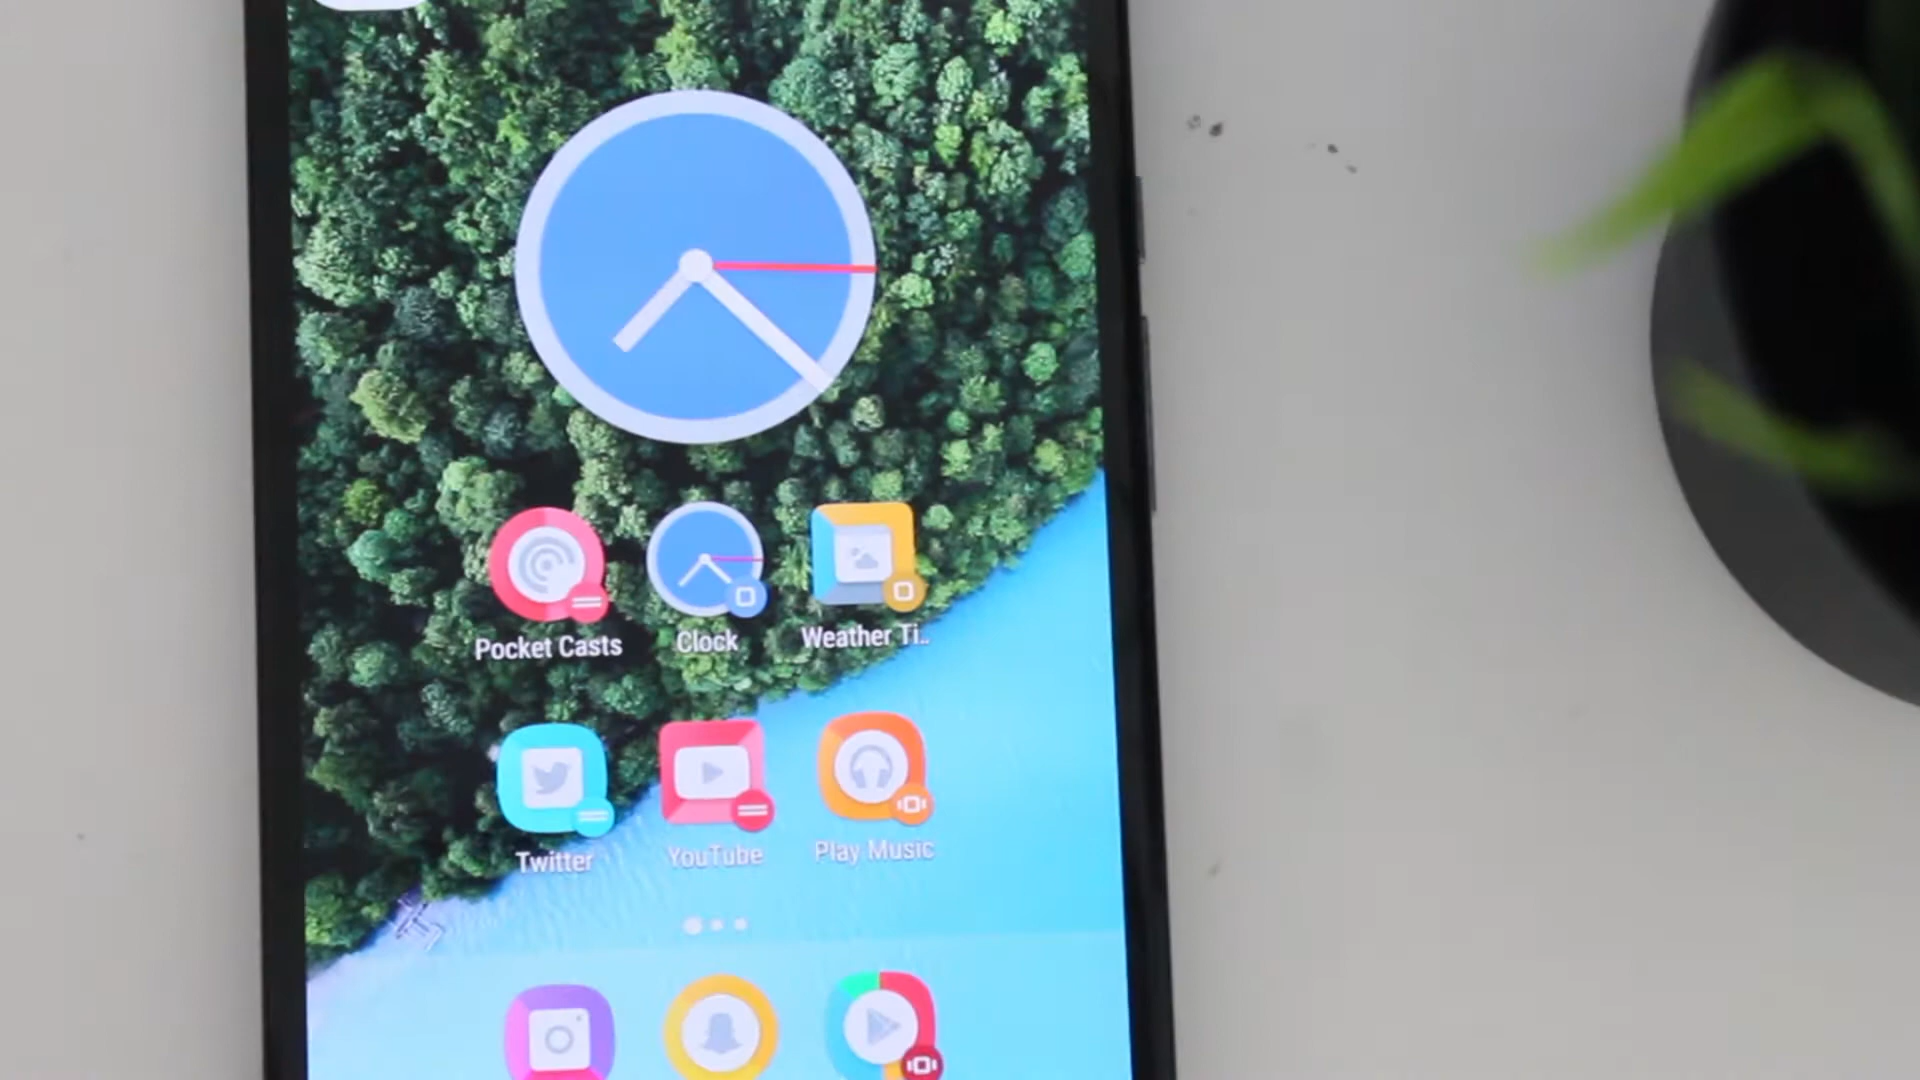 Pocket Casts
Clock
Weather Ti..
Twitter
YouTube
Play Music